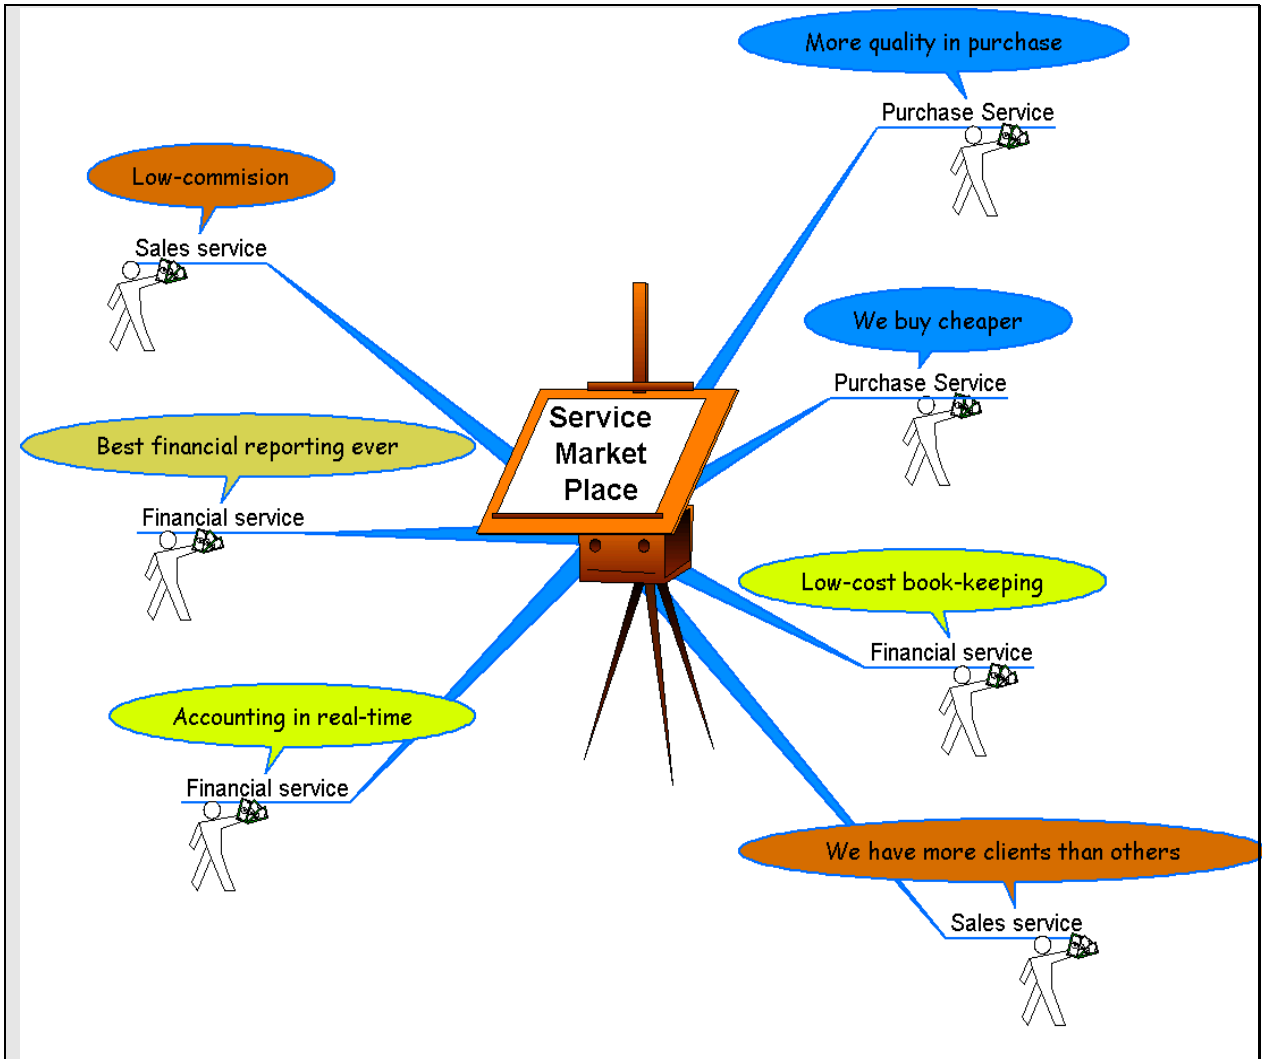 More quality in purchase
Purchase Service
Low-commision
Sales service
We buy cheaper
Purchase Service
Service
Market
Place
Best financial reporting ever
Financial service
Low-cost book-keeping
Financial service
Accounting in real-time
Financial service
We have more clients than others
Sales service